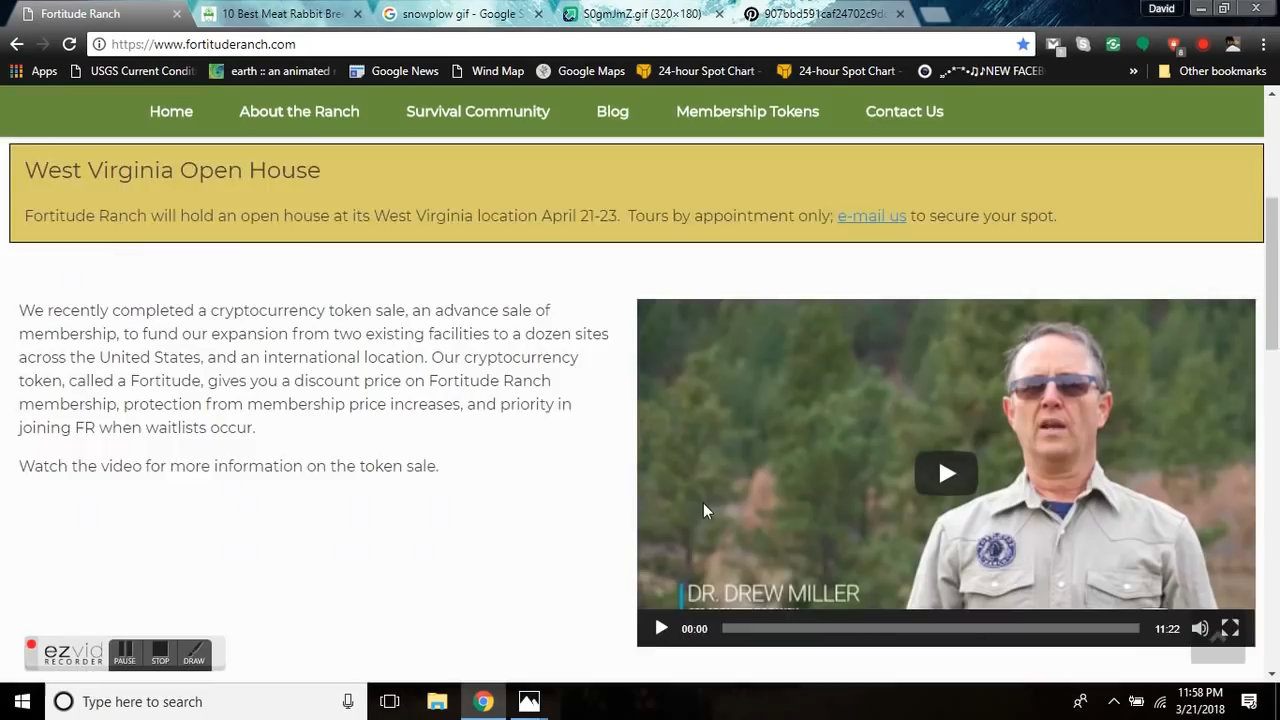 Fortitude Ranch
10 Best Meat Rabbit Bre
snowplow gif - Google S
S0gmJmZ.gif (320×180)
907bbd591caf24702c9d
David
https://www.fortituderanch.com
Apps
USGS Current Condi
earth :: an animated
Google News
Wind Map
Google Maps
24-hour Spot Chart -
24-hour Spot Chart -
NEW FACEB
»
Other bookmarks
Home
About the Ranch
Survival Community
Blog
Membership Tokens
Contact Us
West Virginia Open House
Fortitude Ranch will hold an open house at its West Virginia location April 21-23. Tours by appointment only; e-mail us to secure your spot.
We recently completed a cryptocurrency token sale, an advance sale of
membership, to fund our expansion from two existing facilities to a dozen sites
across the United States, and an international location. Our cryptocurrency
token, called a Fortitude, gives you a discount price on Fortitude Ranch
membership, protection from membership price increases, and priority in
joining FR when waitlists occur.
Watch the video for more information on the token sale.
DR. DREW MILLER
00:00
11:22
ezvid
RECORDER
PAUSE
STOP
DRAW
Type here to search
11:58 PM
3/21/2018